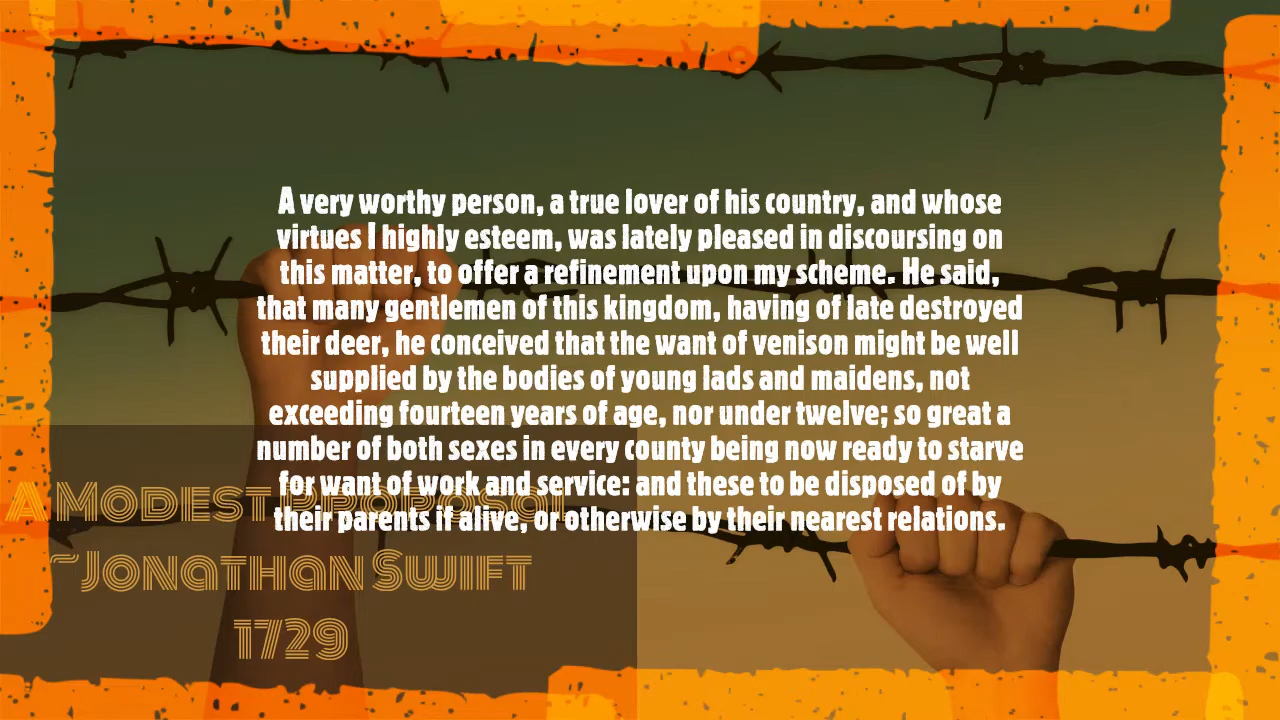 A very worthy person, a true lover of his country, and whose
virtues I highly esteem, was lately pleased in discoursing on
this matter, to offer a refinement upon my scheme. He said,
that many gentlemen of this kingdom, having of late destroyed
their deer, he conceived that the want of venison might be well
supplied by the bodies of young lads and maidens, not
exceeding fourteen years of age, nor under twelve; so great a
number of both sexes in every county being now ready to starve
for want of work and service: and these to be disposed of by
their parents if alive, or otherwise by their nearest relations.
A Modest Proposal
~Jonathan Swift
1729